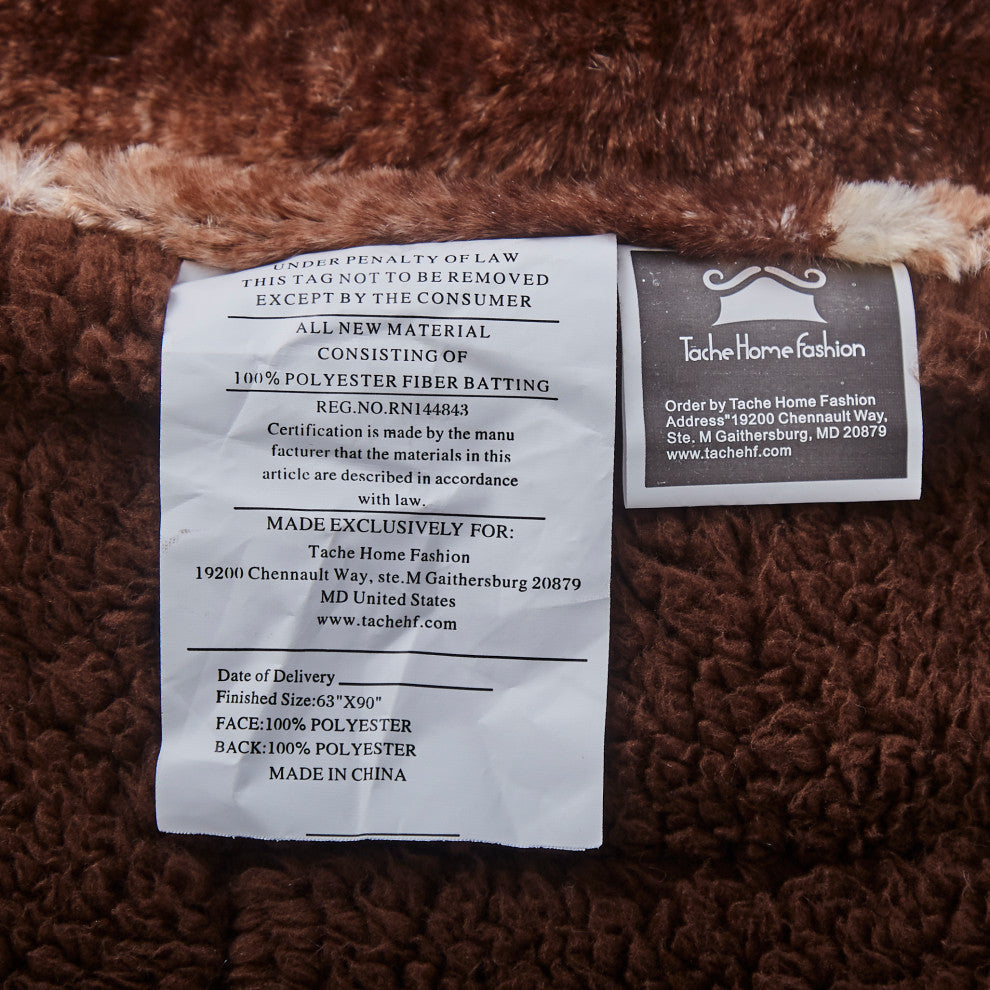 UNDER PENALTY OF LAW
THIS TAG NOT TO BE REMOVED
EXCEPT BY THE CONSUMER
ALL NEW MATERIAL
CONSISTING OF
100% POLYESTER FIBER BATTING
REG.NO.RN144843
Certification is made by the manu
facturer that the materials in this
article are described in accordance
with law.
MADE EXCLUSIVELY FOR:
Tache Home Fashion
19200 Chennault Way, ste.M Gaithersburg 20879
MD United States
www.tachehf.com
Date of Delivery
Finished Size:63"X90"
FACE:100% POLYESTER
BACK:100% POLYESTER
MADE IN CHINA
Tache Home Fashion
Order by Tache Home Fashion
Address"19200 Chennault Way,
Ste. M Gaithersburg, MD 20879
www.tachehf.com